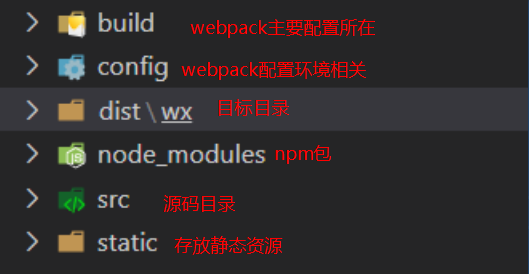 build webpack主要配置所在
config webpack配置环境相关
dist \ wx 目标目录
node_modules npm包
src 源码目录
static 存放静态资源